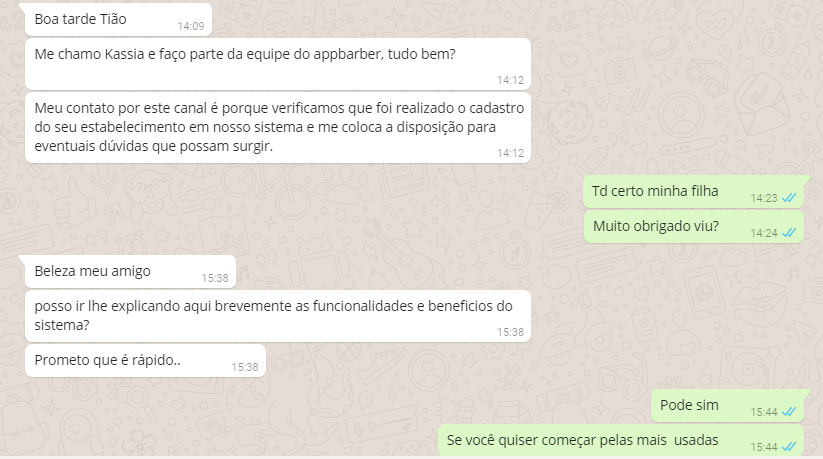 Boa tarde Tião
14:09
Me chamo Kassia e faço parte da equipe do appbarber, tudo bem?
14:12
Meu contato por este canal é porque verificamos que foi realizado o cadastro
do seu estabelecimento em nosso sistema e me coloca a disposição para
eventuais dúvidas que possam surgir.
14:12
Td certo minha filha
14:23
Muito obrigado viu?
14:24
Beleza meu amigo
15:38
posso ir lhe explicando aqui brevemente as funcionalidades e beneficios do
sistema?
15:38
Prometo que é rápido..
15:38
Pode sim
15:44
Se você quiser começar pelas mais  usadas
15:44